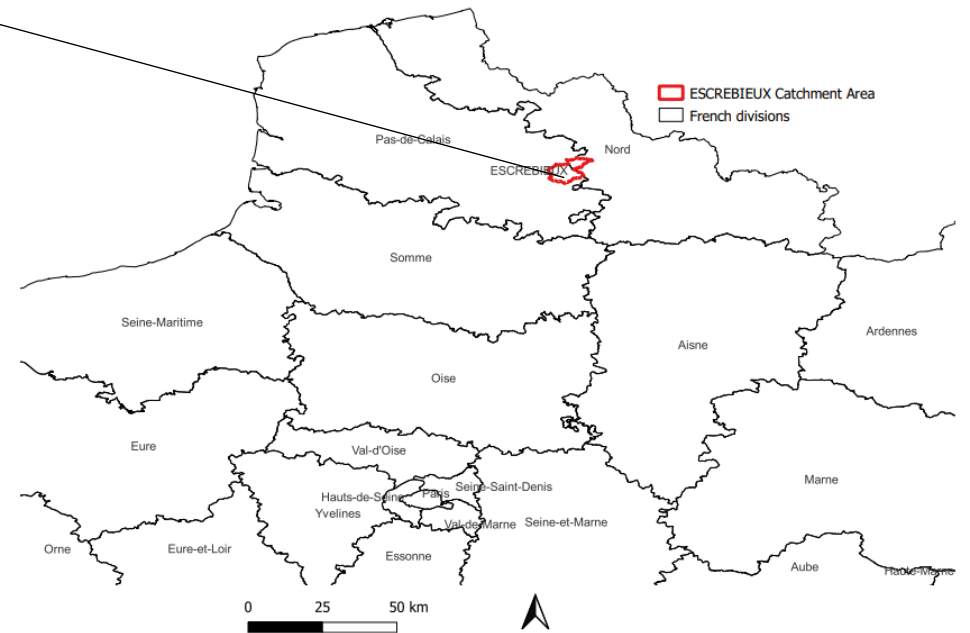 ESCREBIEUX Catchment Area
French divisions
Pas-de-Calais
Nord
ESCREBIEUX
Somme
Seine-Maritime
Ardennes
Aisne
Oise
Eure
Val-d'Oise
Marne
Seine-Saint-Denis
Hauts-de-Seine
Paris
Yvelines
Val-de-Marne
Seine-et-Marne
Orne
Eure-et-Loir
Essonne
Aube
Haute-Marne
0 25 50 km